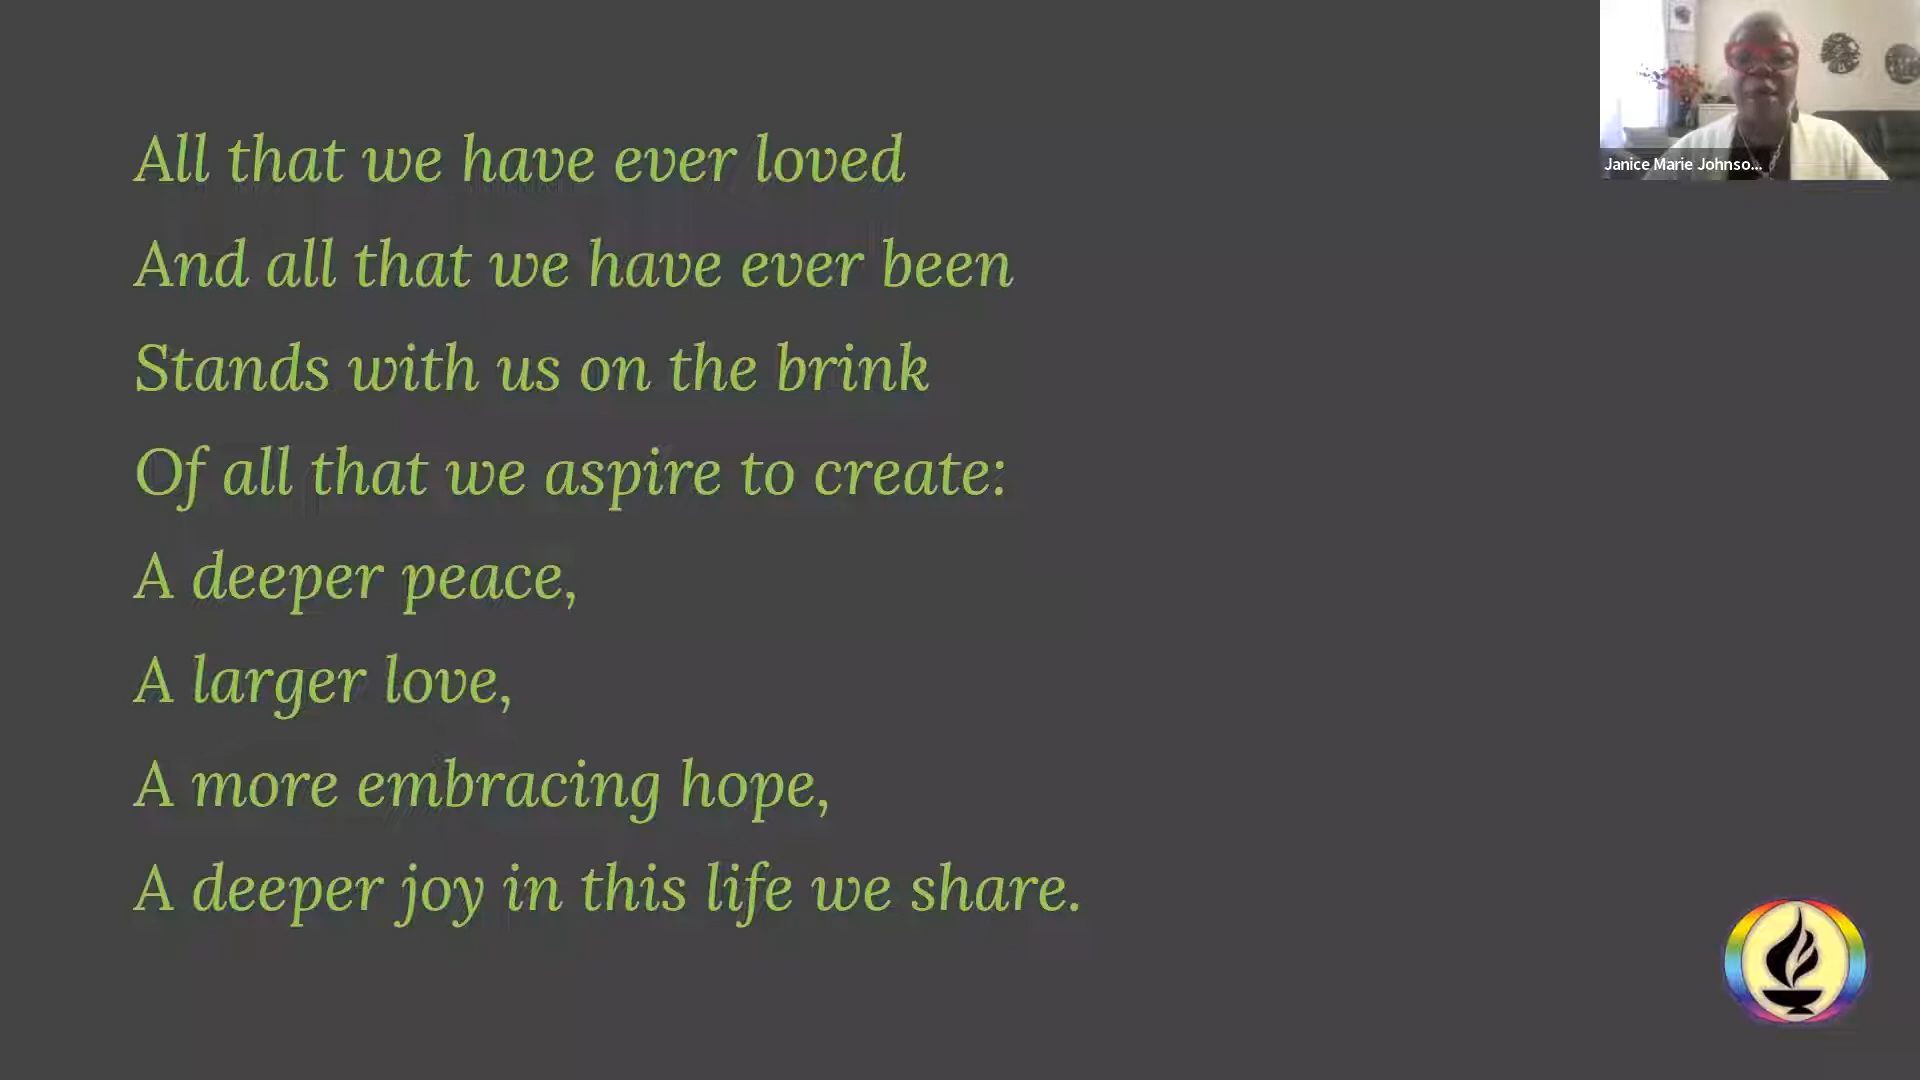 All that we have ever loved
And all that we have ever been
Stands with us on the brink
Of all that we aspire to create:
A deeper peace,
A larger love,
A more embracing hope,
A deeper joy in this life we share.
Janice Marie Johnso...